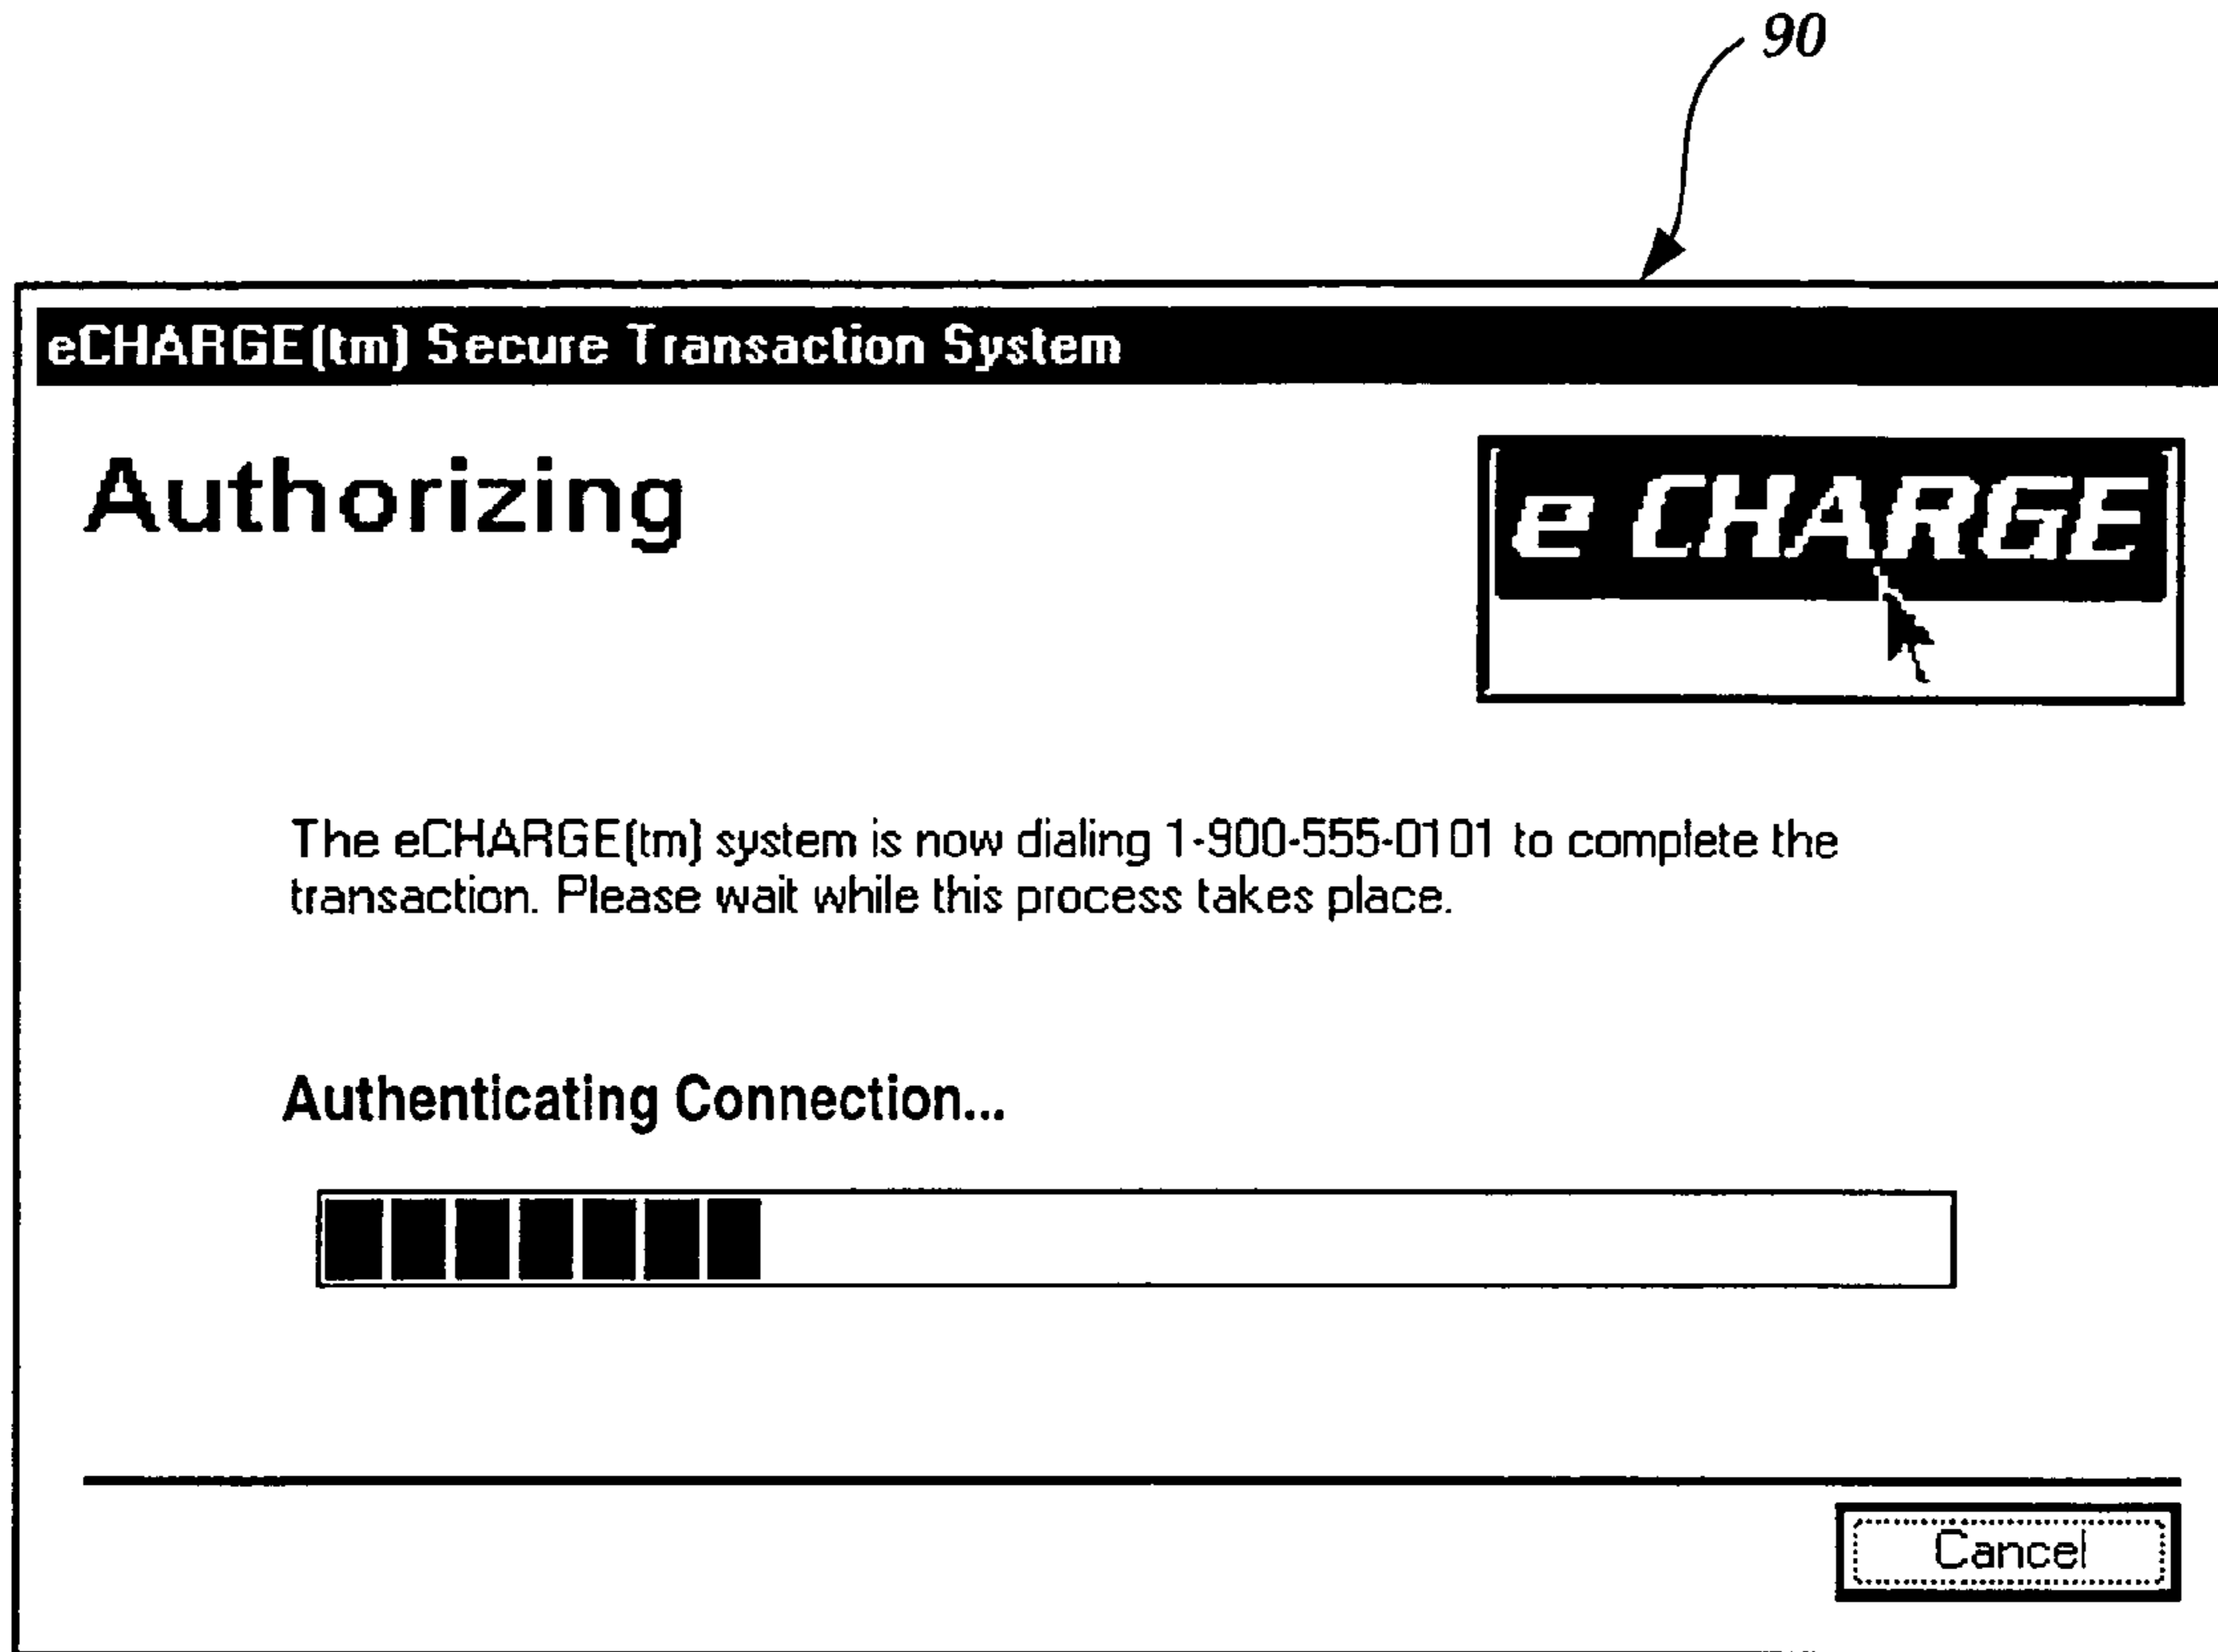 90
eCHARGE(tm) Secure Transaction System
Authorizing
e CHARGE
The eCHARGE(tm) system is now dialing 1-900-555-0101 to complete the
transaction. Please wait while this process takes place.
Authenticating Connection...
Cancel